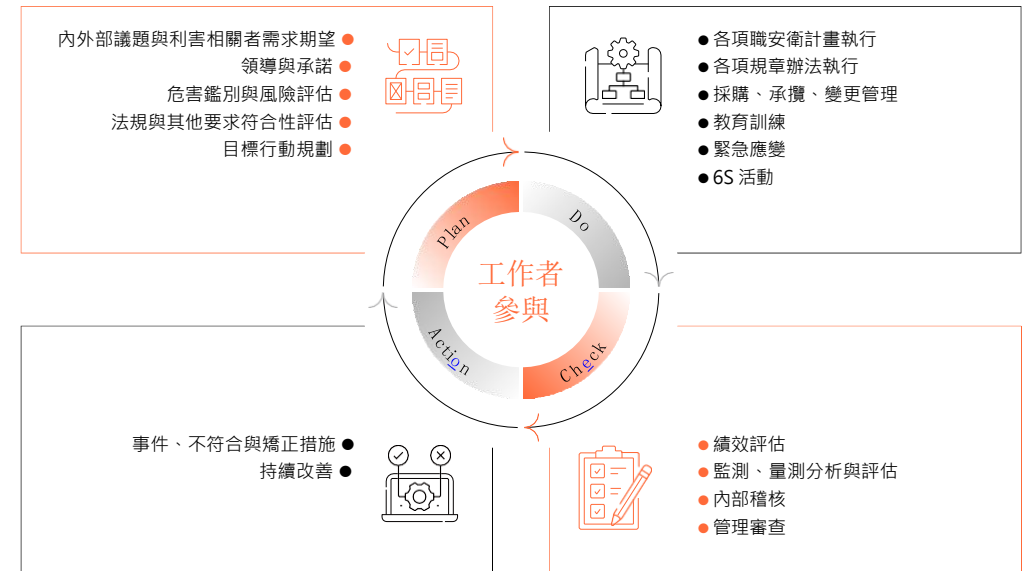 內外部議題與利害相關者需求期望 ●
領導與承諾 ●
危害鑑別與風險評估 ●
法規與其他要求符合性評估 ●
目標行動規劃 ●
● 各項職安衛計畫執行
● 各項規章辦法執行
● 採購、承攬、變更管理
● 教育訓練
● 緊急應變
● 6S 活動
Plan
Do
工作者
參與
Action
Check
事件、不符合與矯正措施 ●
持續改善 ●
● 績效評估
● 監測、量測分析與評估
● 內部稽核
● 管理審查